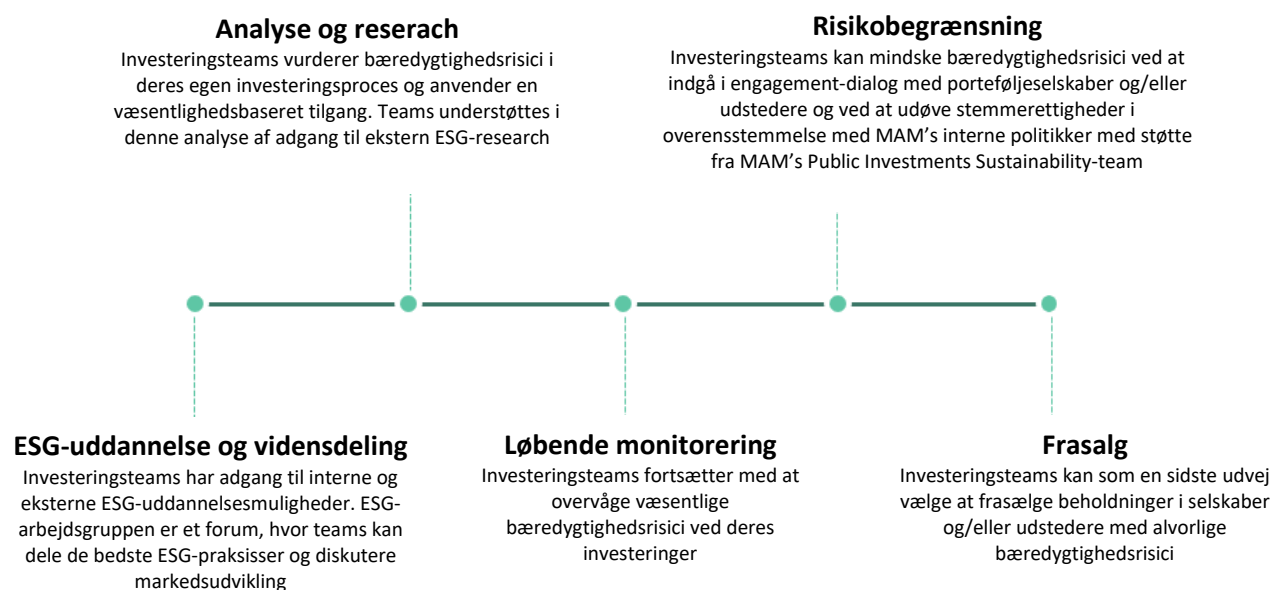 Analyse og reserach
Investeringsteams vurderer bæredygtighedsrisici i
deres egen investeringsproces og anvender en
væsentlighedsbaseret tilgang. Teams understøttes i
denne analyse af adgang til ekstern ESG-research
Risikobegrænsning
Investeringsteams kan mindske bæredygtighedsrisici ved at
indgå i engagement-dialog med porteføljeselskaber og/eller
udstedere og ved at udøve stemmerettigheder i
overensstemmelse med MAM's interne politikker med støtte
fra MAM's Public Investments Sustainability-team
ESG-uddannelse og vidensdeling
Investeringsteams har adgang til interne og
eksterne ESG-uddannelsesmuligheder. ESG-
arbejdsgruppen er et forum, hvor teams kan
dele de bedste ESG-praksisser og diskutere
markedsudvikling
Løbende monitorering
Investeringsteams fortsætter med at
overvåge væsentlige
bæredygtighedsrisici ved deres
investeringer
Frasalg
Investeringsteams kan som en sidste udvej
vælge at frasælge beholdninger i selskaber
og/eller udstedere med alvorlige
bæredygtighedsrisici